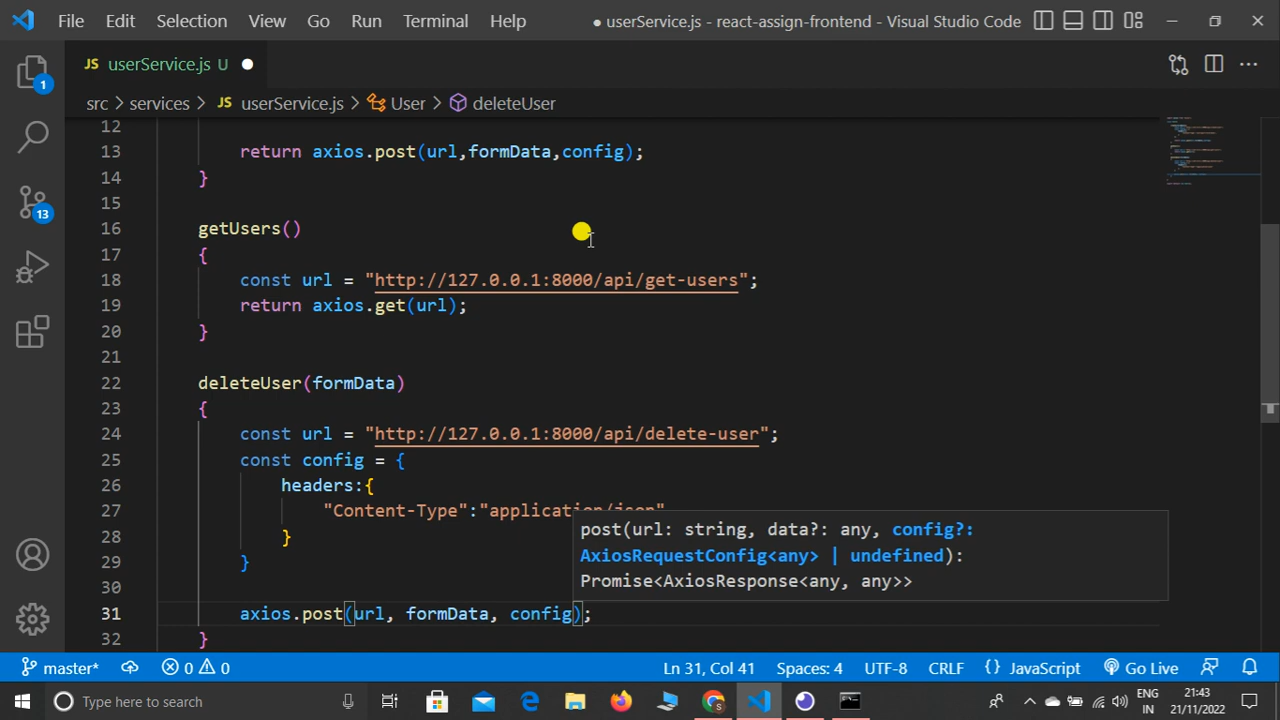 File Edit Selection View Go Run Terminal Help ● userService.js - react-assign-frontend - Visual Studio Code
JS userService.js U
src > services > JS userService.js > User > deleteUser
12
13 return axios.post(url,formData,config);
14 }
15
16 getUsers()
17 {
18 const url = "http://127.0.0.1:8000/api/get-users";
19 return axios.get(url);
20 }
21
22 deleteUser(formData)
23 {
24 const url = "http://127.0.0.1:8000/api/delete-user";
25 const config = {
26 headers:{
27 "Content-Type":"application/json"
28 }
29 }
30
31 axios.post(url, formData, config);
32 }
post(url: string, data?: any, config?:
AxiosRequestConfig<any> | undefined):
Promise<AxiosResponse<any, any>>
1
13
master* 0 0 Ln 31, Col 41 Spaces: 4 UTF-8 CRLF {} JavaScript Go Live
Type here to search
ENG
IN
21:43
21/11/2022